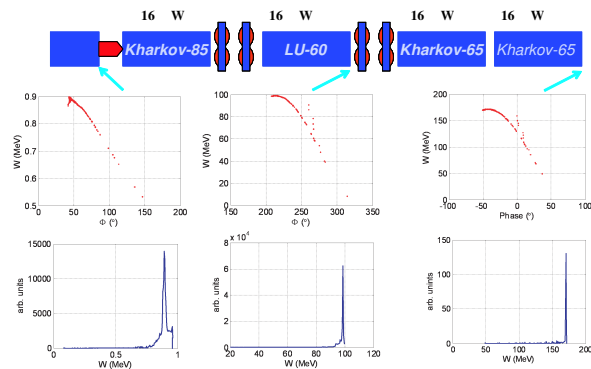 16 W 16 W 16 W
Kharkov-85 LU-60 Kharkov-65 Kharkov-65
0.9
0.8
0.7
0.6
0.5
W (MeV)
0 50 100 150 200
Φ (°)
100
80
60
40
20
0
W (MeV)
150 200 250 300 350
Φ (°)
200
150
100
50
0
W (MeV)
-100 -50 0 50 100
Phase (°)
15000
10000
5000
0
arb. units
0 0.5 1
W (MeV)
8 x 10⁴
6
4
2
0
arb. units
20 40 60 80 100 120
W (MeV)
150
100
50
0
arb. units
0 50 100 150 200
W (MeV)